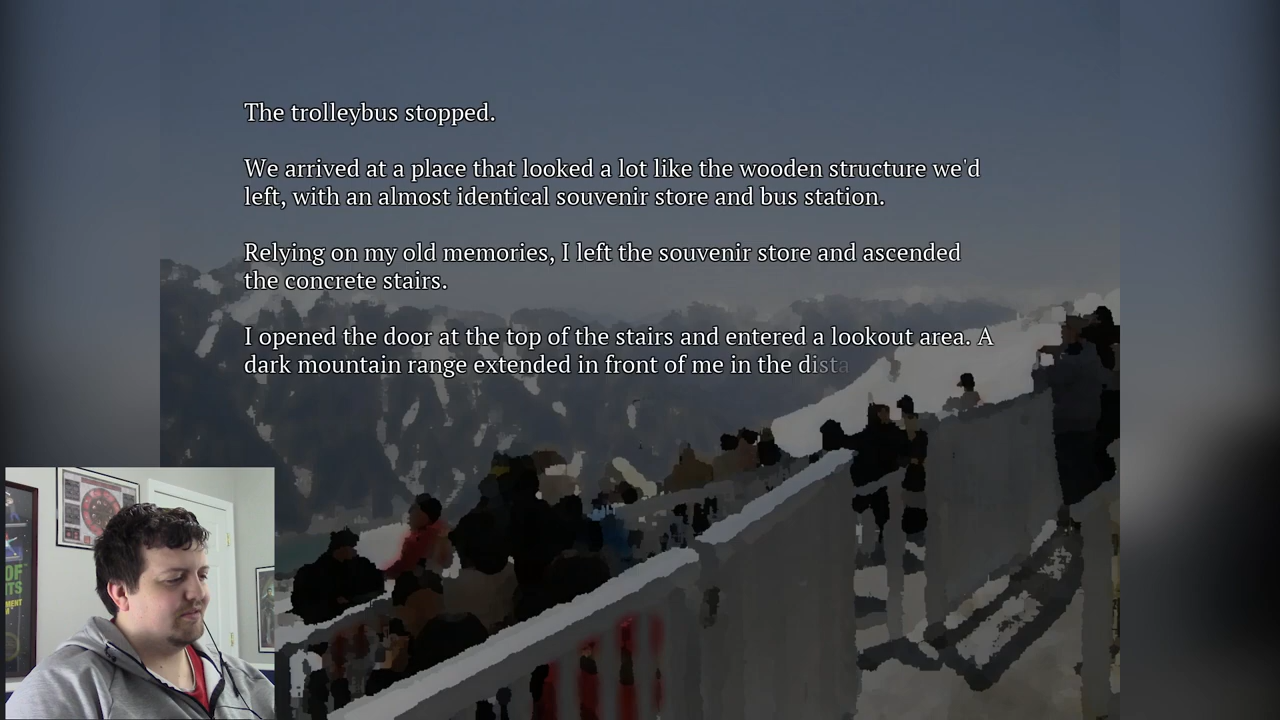 The trolleybus stopped.
We arrived at a place that looked a lot like the wooden structure we'd
left, with an almost identical souvenir store and bus station.
Relying on my old memories, I left the souvenir store and ascended
the concrete stairs.
I opened the door at the top of the stairs and entered a lookout area. A
dark mountain range extended in front of me in the dista